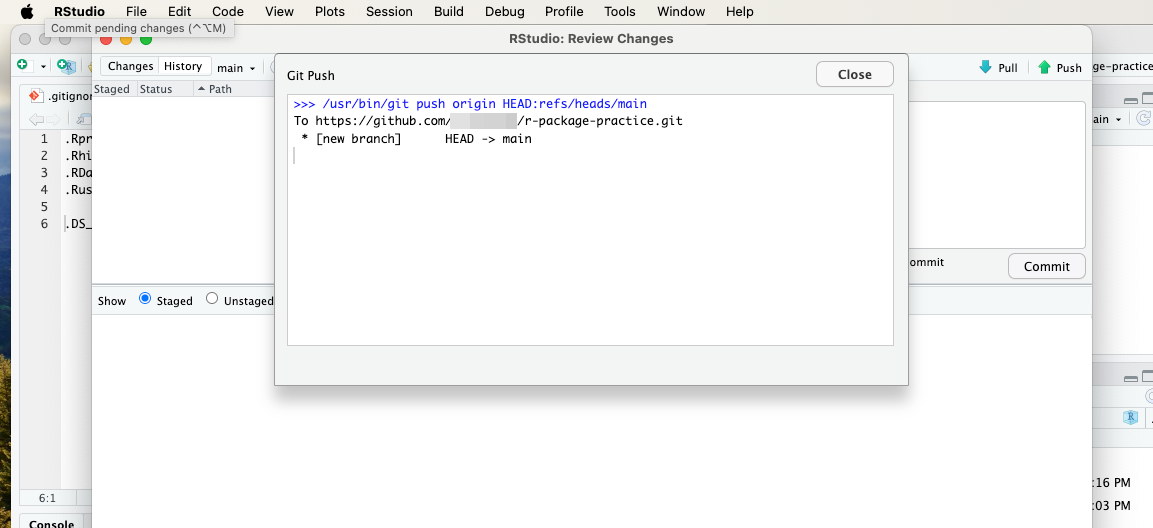 RStudio File Edit Code View Plots Session Build Debug Profile Tools Window Help
Commit pending changes (^⌥M)
RStudio: Review Changes
Changes History main Pull Push
Staged Status Path
Git Push Close
>>> /usr/bin/git push origin HEAD:refs/heads/main
To https://github.com/ /r-package-practice.git
* [new branch] HEAD -> main
ommit
Commit
Show Staged Unstaged
.gitigno
1 .Rpr
2 .Rhi
3 .RDa
4 .Rus
5
6 .DS_
6:1
Console
ge-practice
ain
:16 PM
:03 PM